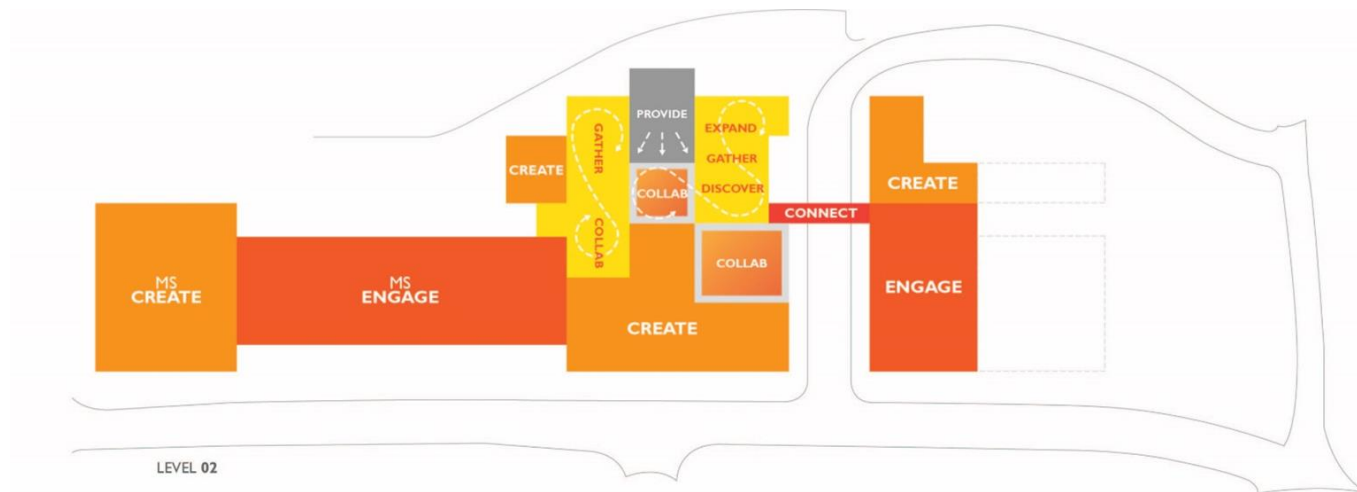 PROVIDE
GATHER
EXPAND
GATHER
DISCOVER
CREATE
COLLAB
CREATE
CONNECT
COLLAB
COLLAB
MS
CREATE
MS
ENGAGE
ENGAGE
CREATE
LEVEL 02